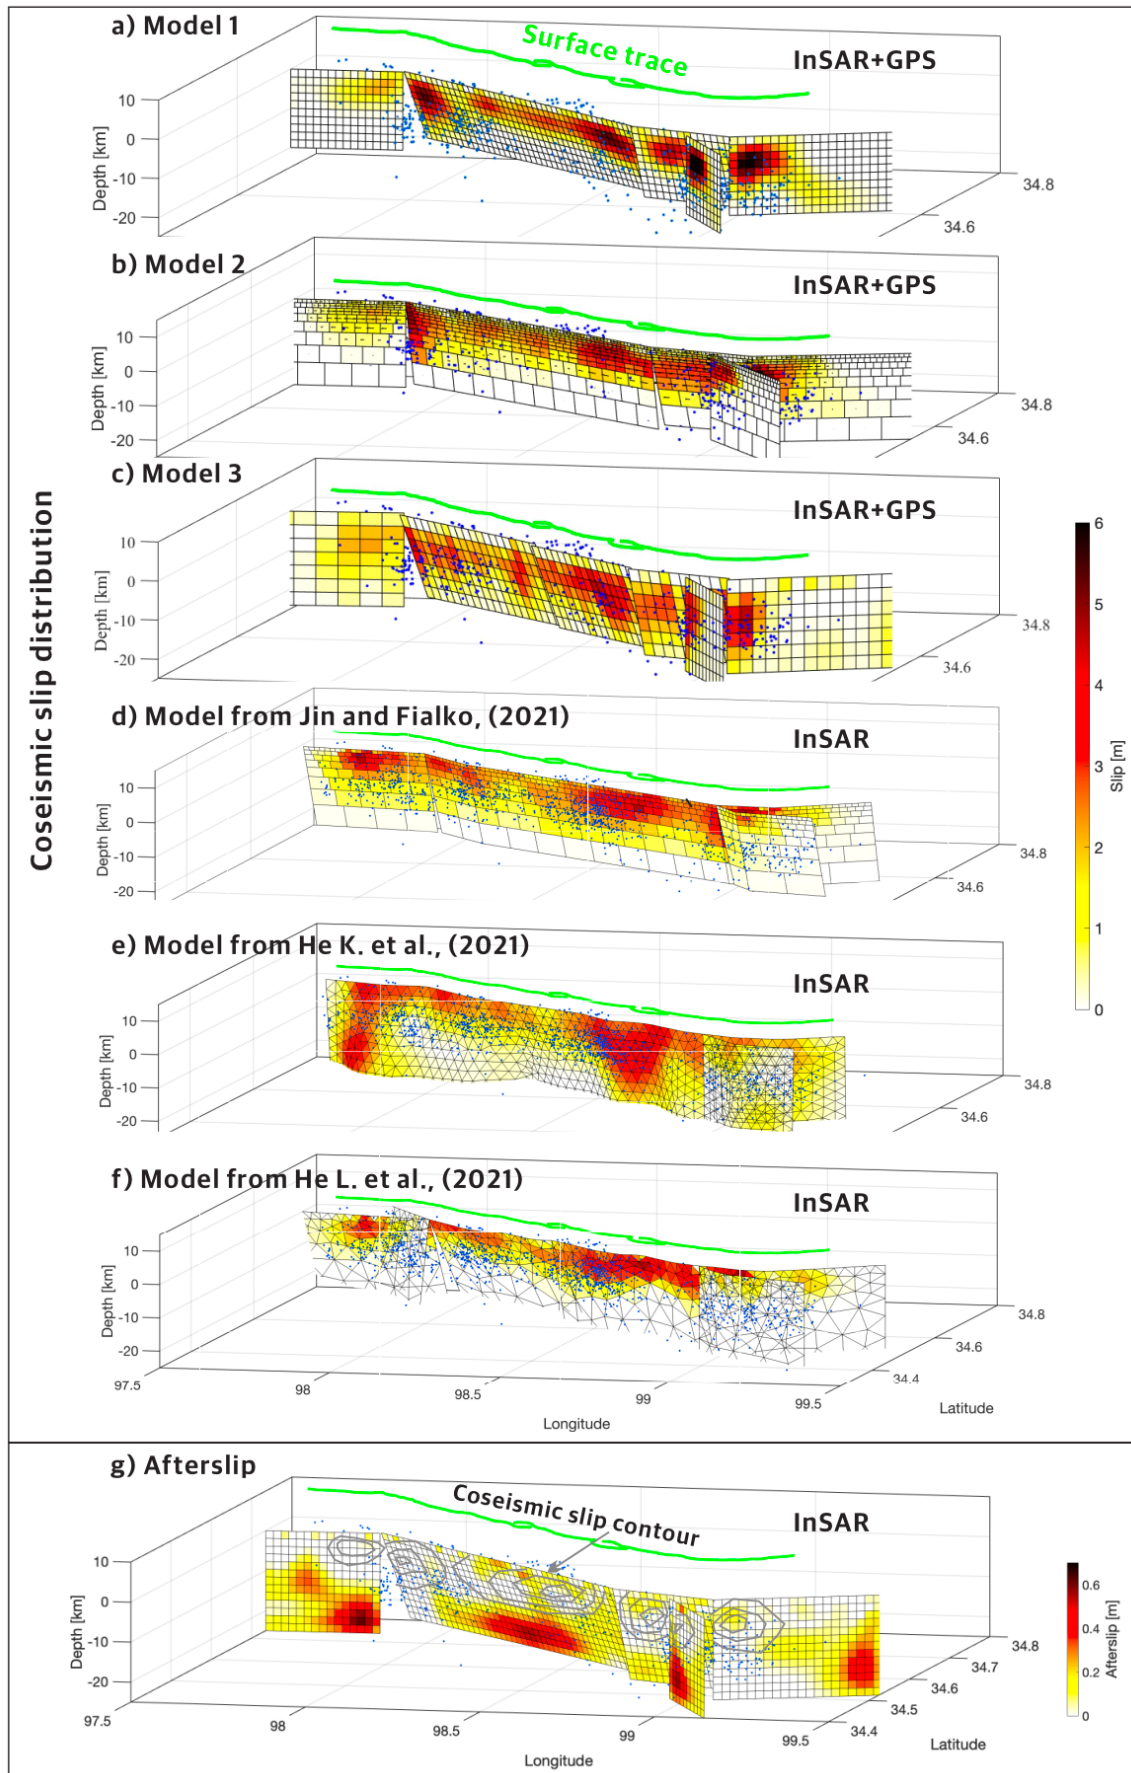 a) Model 1
Surface trace
InSAR+GPS
10
0
-10
-20
Depth [km]
34.8
34.6
b) Model 2
InSAR+GPS
10
0
-10
-20
Depth [km]
34.8
34.6
c) Model 3
InSAR+GPS
10
0
-10
-20
Depth [km]
34.8
34.6
d) Model from Jin and Fialko, (2021)
InSAR
10
0
-10
-20
Depth [km]
34.8
34.6
e) Model from He K. et al., (2021)
InSAR
10
0
-10
-20
Depth [km]
34.8
34.6
f) Model from He L. et al., (2021)
InSAR
10
0
-10
-20
Depth [km]
34.8
34.6
34.4
97.5
98
98.5
99
99.5
Longitude
Latitude
Coseismic slip distribution
6
5
4
3
2
1
0
Slip [m]
g) Afterslip
Coseismic slip contour
InSAR
10
0
-10
-20
Depth [km]
34.8
34.7
34.6
34.5
34.4
97.5
98
98.5
99
99.5
Longitude
Latitude
0.6
0.4
0.2
0
Afterslip [m]